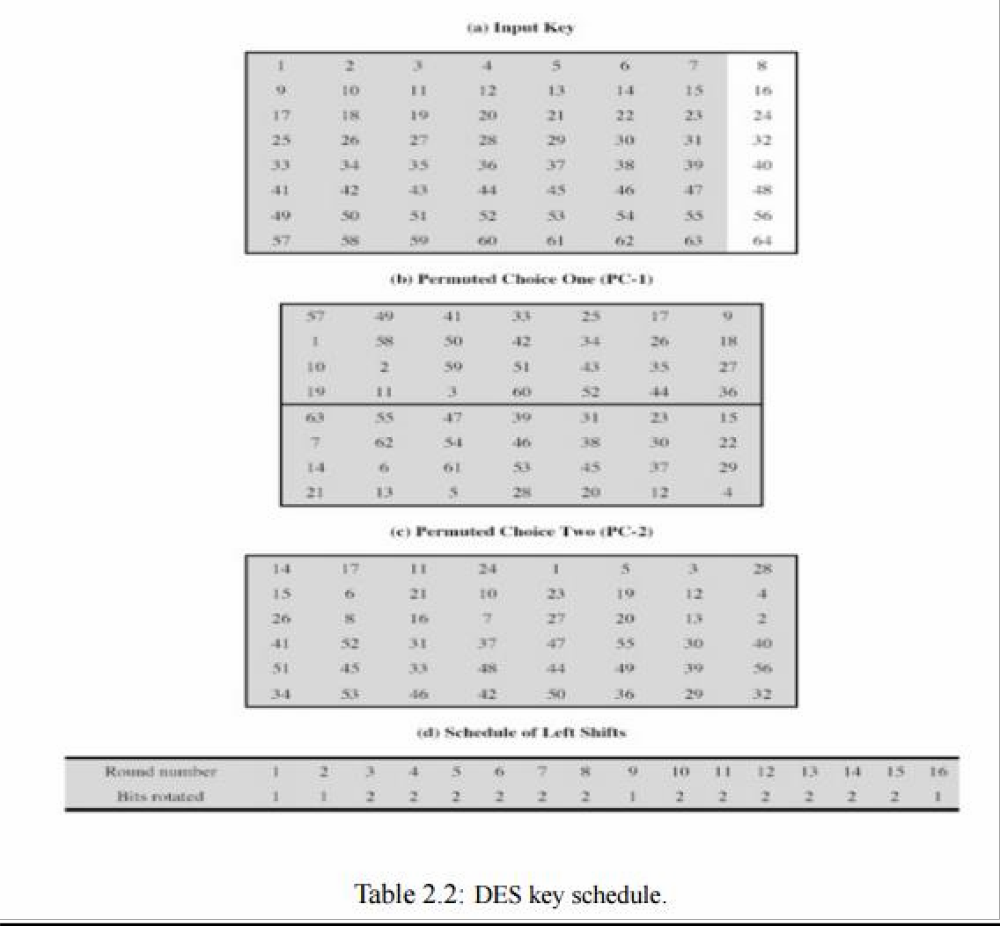 (a) Input Key
1 2 3 4 5 6 7 8
9 10 11 12 13 14 15 16
17 18 19 20 21 22 23 24
25 26 27 28 29 30 31 32
33 34 35 36 37 38 39 40
41 42 43 44 45 46 47 48
49 50 51 52 53 54 55 56
57 58 59 60 61 62 63 64
(b) Permuted Choice One (PC-1)
57 49 41 33 25 17 9
1 58 50 42 34 26 18
10 2 59 51 43 35 27
19 11 3 60 52 44 36
63 55 47 39 31 23 15
7 62 54 46 38 30 22
14 6 61 53 45 37 29
21 13 5 28 20 12 4
(c) Permuted Choice Two (PC-2)
14 17 11 24 1 5 3 28
15 6 21 10 23 19 12 4
26 8 16 7 27 20 13 2
41 52 31 37 47 55 30 40
51 45 33 48 44 49 39 56
34 53 46 42 50 36 29 32
(d) Schedule of Left Shifts
Round number 1 2 3 4 5 6 7 8 9 10 11 12 13 14 15 16
Bits rotated 1 1 2 2 2 2 2 2 1 2 2 2 2 2 2 1
Table 2.2: DES key schedule.